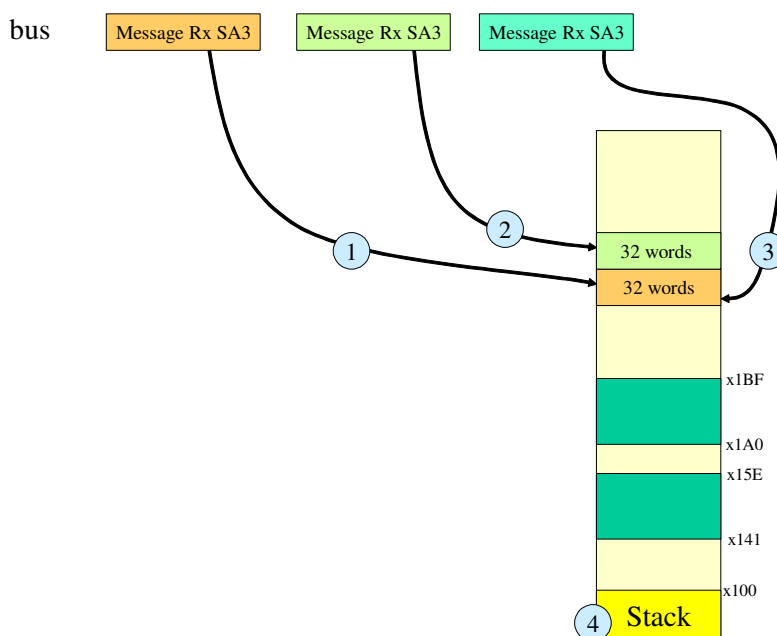 bus
Message Rx SA3
Message Rx SA3
Message Rx SA3
2
1
3
32 words
32 words
x1BF
x1A0
x15E
x141
x100
4
Stack